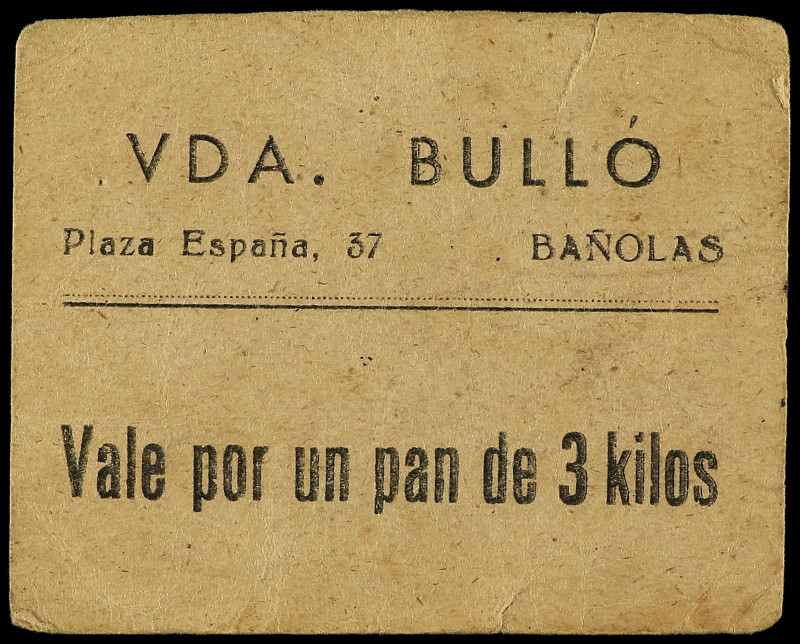 VDA. BULLÓ
Plaza España, 37 BAÑOLAS
Vale por un pan de 3 kilos